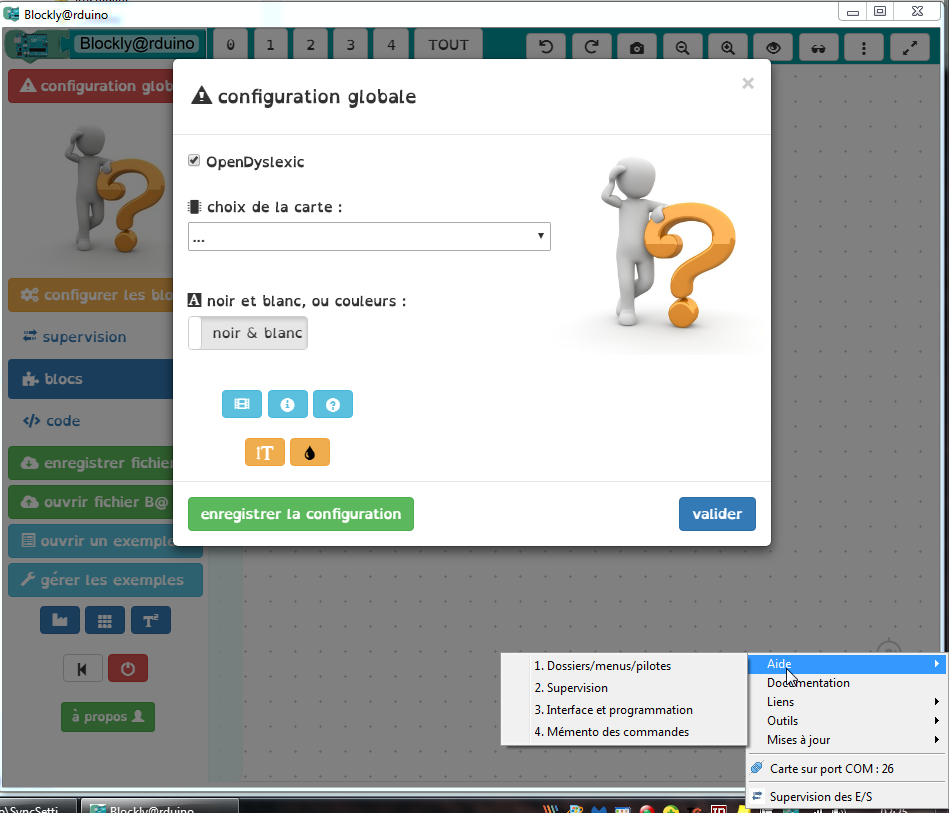 Blockly@rduino
Blockly@rduino 0 1 2 3 4 TOUT
configuration glob
configurer les blo
supervision
blocs
</> code
enregistrer fichier
ouvrir fichier B@
ouvrir un exemple
gérer les exemples
T²
à propos
configuration globale ×
OpenDyslexic
choix de la carte :
...
A noir et blanc, ou couleurs :
noir & blanc
enregistrer la configuration
valider
1. Dossiers/menus/pilotes
2. Supervision
3. Interface et programmation
4. Mémento des commandes
Aide
Documentation
Liens
Outils
Mises à jour
Carte sur port COM : 26
Supervision des E/S
Blockly@rduino